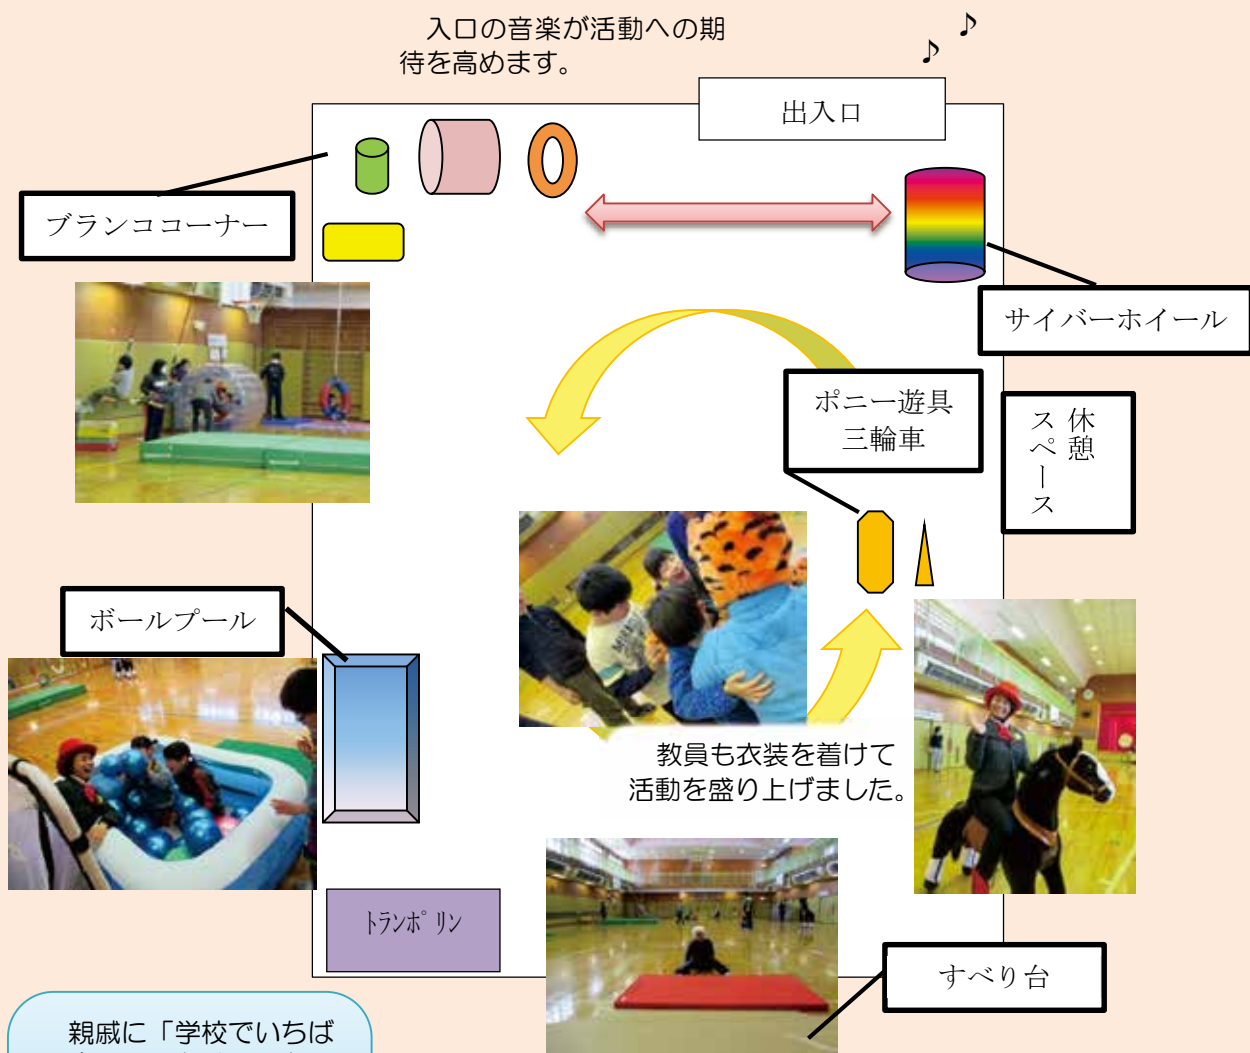 入口の音楽が活動への期
待を高めます。
出入口
ブランココーナー
サイバーホイール
ポニー遊具
三輪車
休憩
スペース
ボールプール
教員も衣装を着けて
活動を盛り上げました。
トランポリン
すべり台
親戚に「学校でいちば